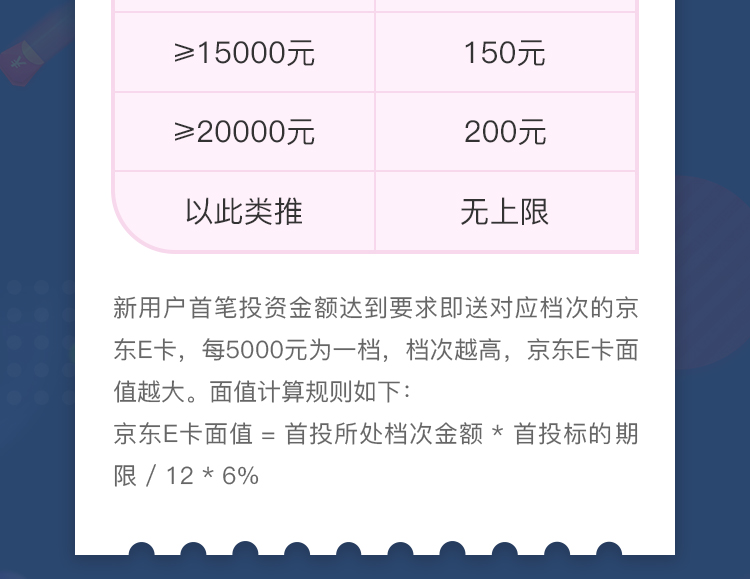 ≥15000元 150元
≥20000元 200元
以此类推 无上限
新用户首笔投资金额达到要求即送对应档次的京
东E卡，每5000元为一档，档次越高，京东E卡面
值越大。面值计算规则如下：
京东E卡面值 = 首投所处档次金额 * 首投标的期
限 / 12 * 6%